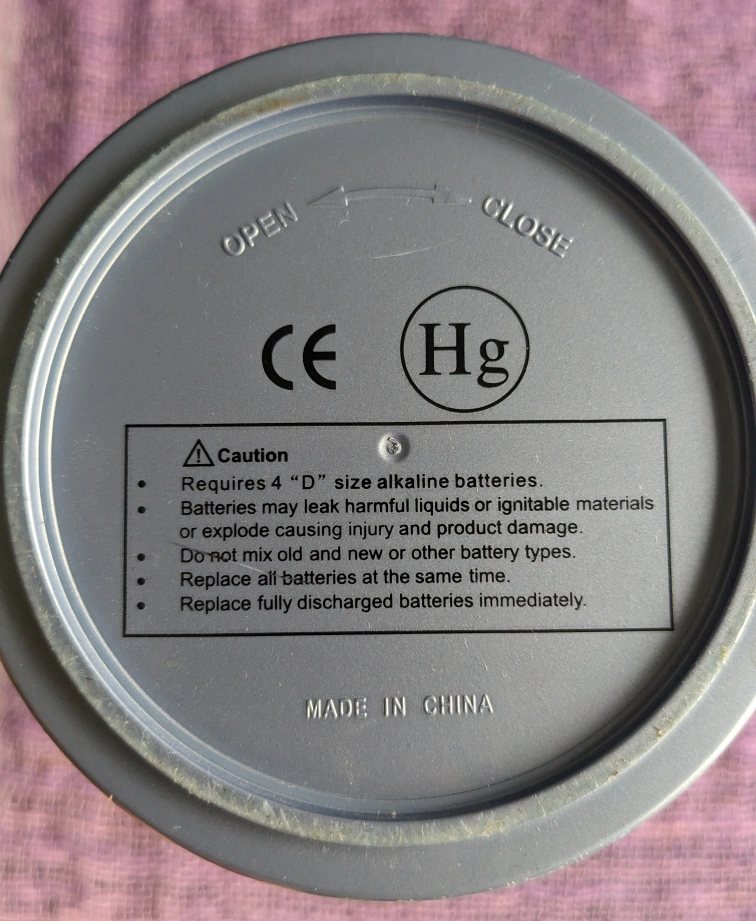 OPEN CLOSE
CE Hg
Caution
• Requires 4 “D” size alkaline batteries.
• Batteries may leak harmful liquids or ignitable materials
or explode causing injury and product damage.
• Do not mix old and new or other battery types.
• Replace all batteries at the same time.
• Replace fully discharged batteries immediately.
MADE IN CHINA